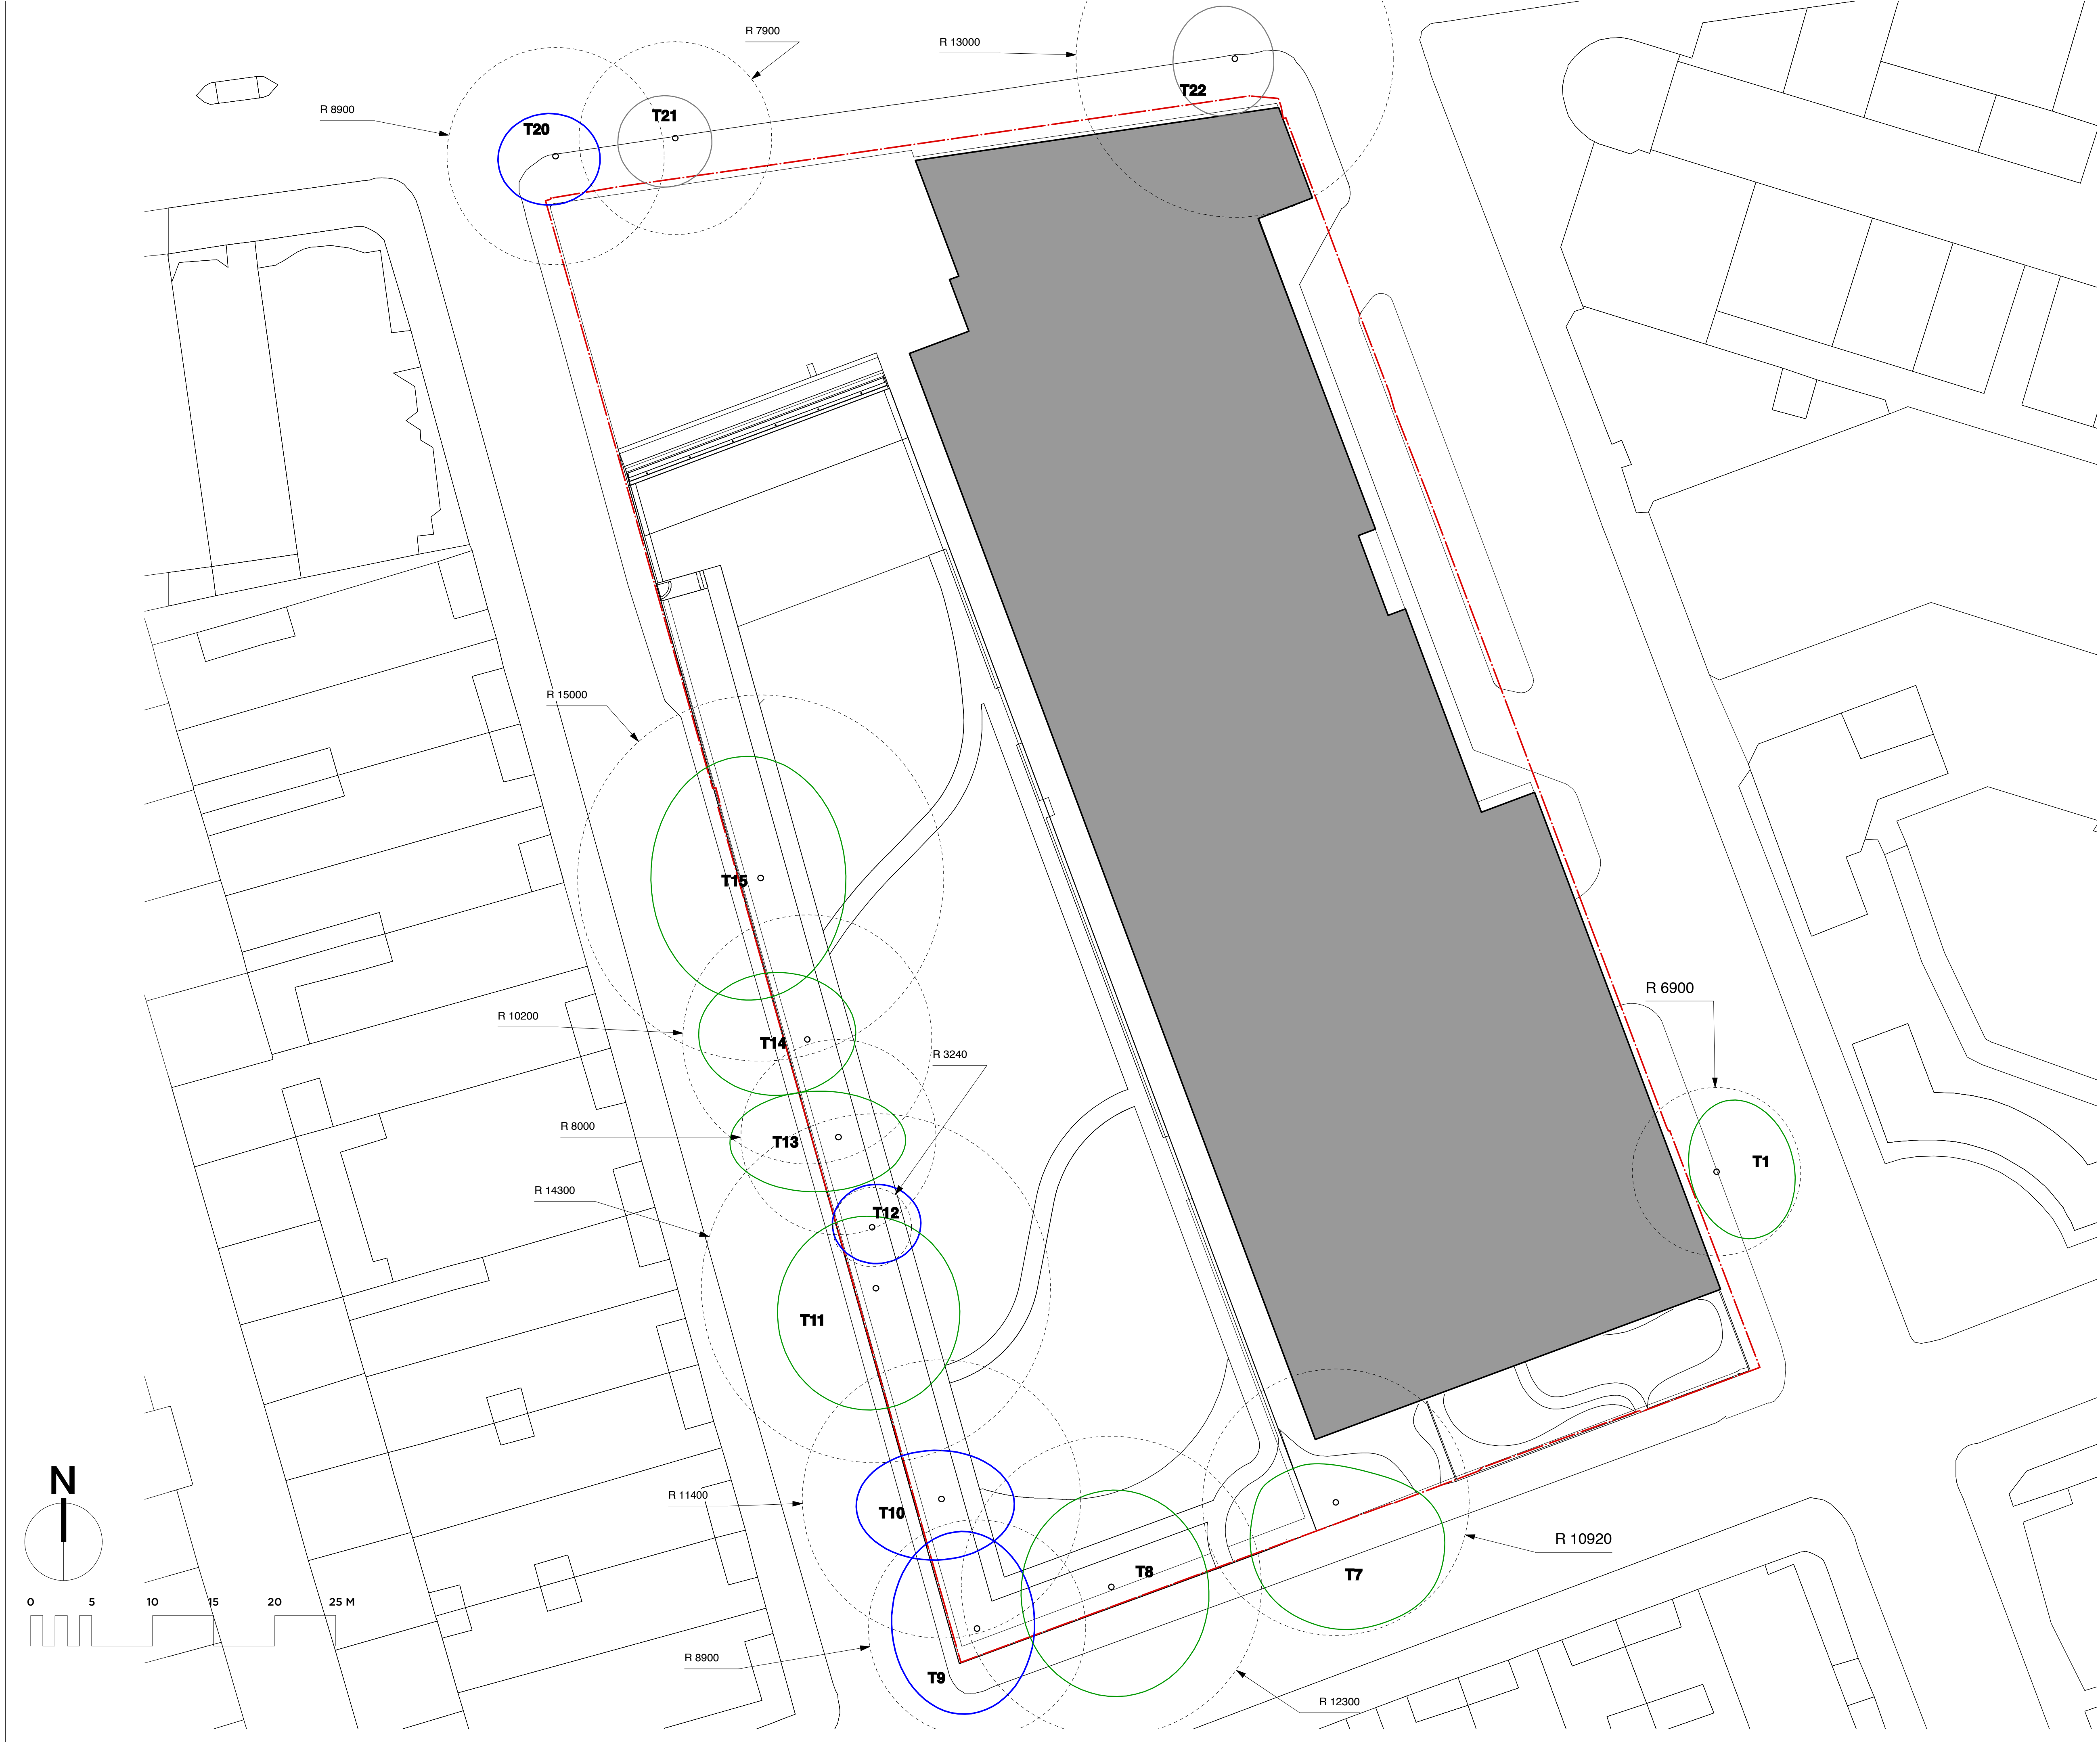 R 7900
R 13000
T22
R 8900
T21
T20
R 15000
T15
R 6900
R 10200
T14
R 3240
R 8000
T13
T1
R 14300
T12
T11
N
R 11400
T10
R 10920
T8
T7
0 5 10 15 20 25 M
R 8900
T9
R 12300